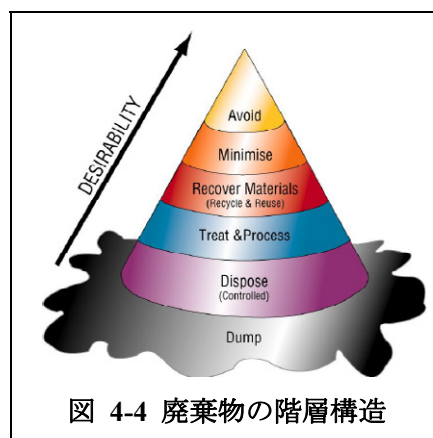 DESIRABILITY
Avoid
Minimise
Recover Materials
(Recycle & Reuse)
Treat &Process
Dispose
(Controlled)
Dump
図 4-4 廃棄物の階層構造